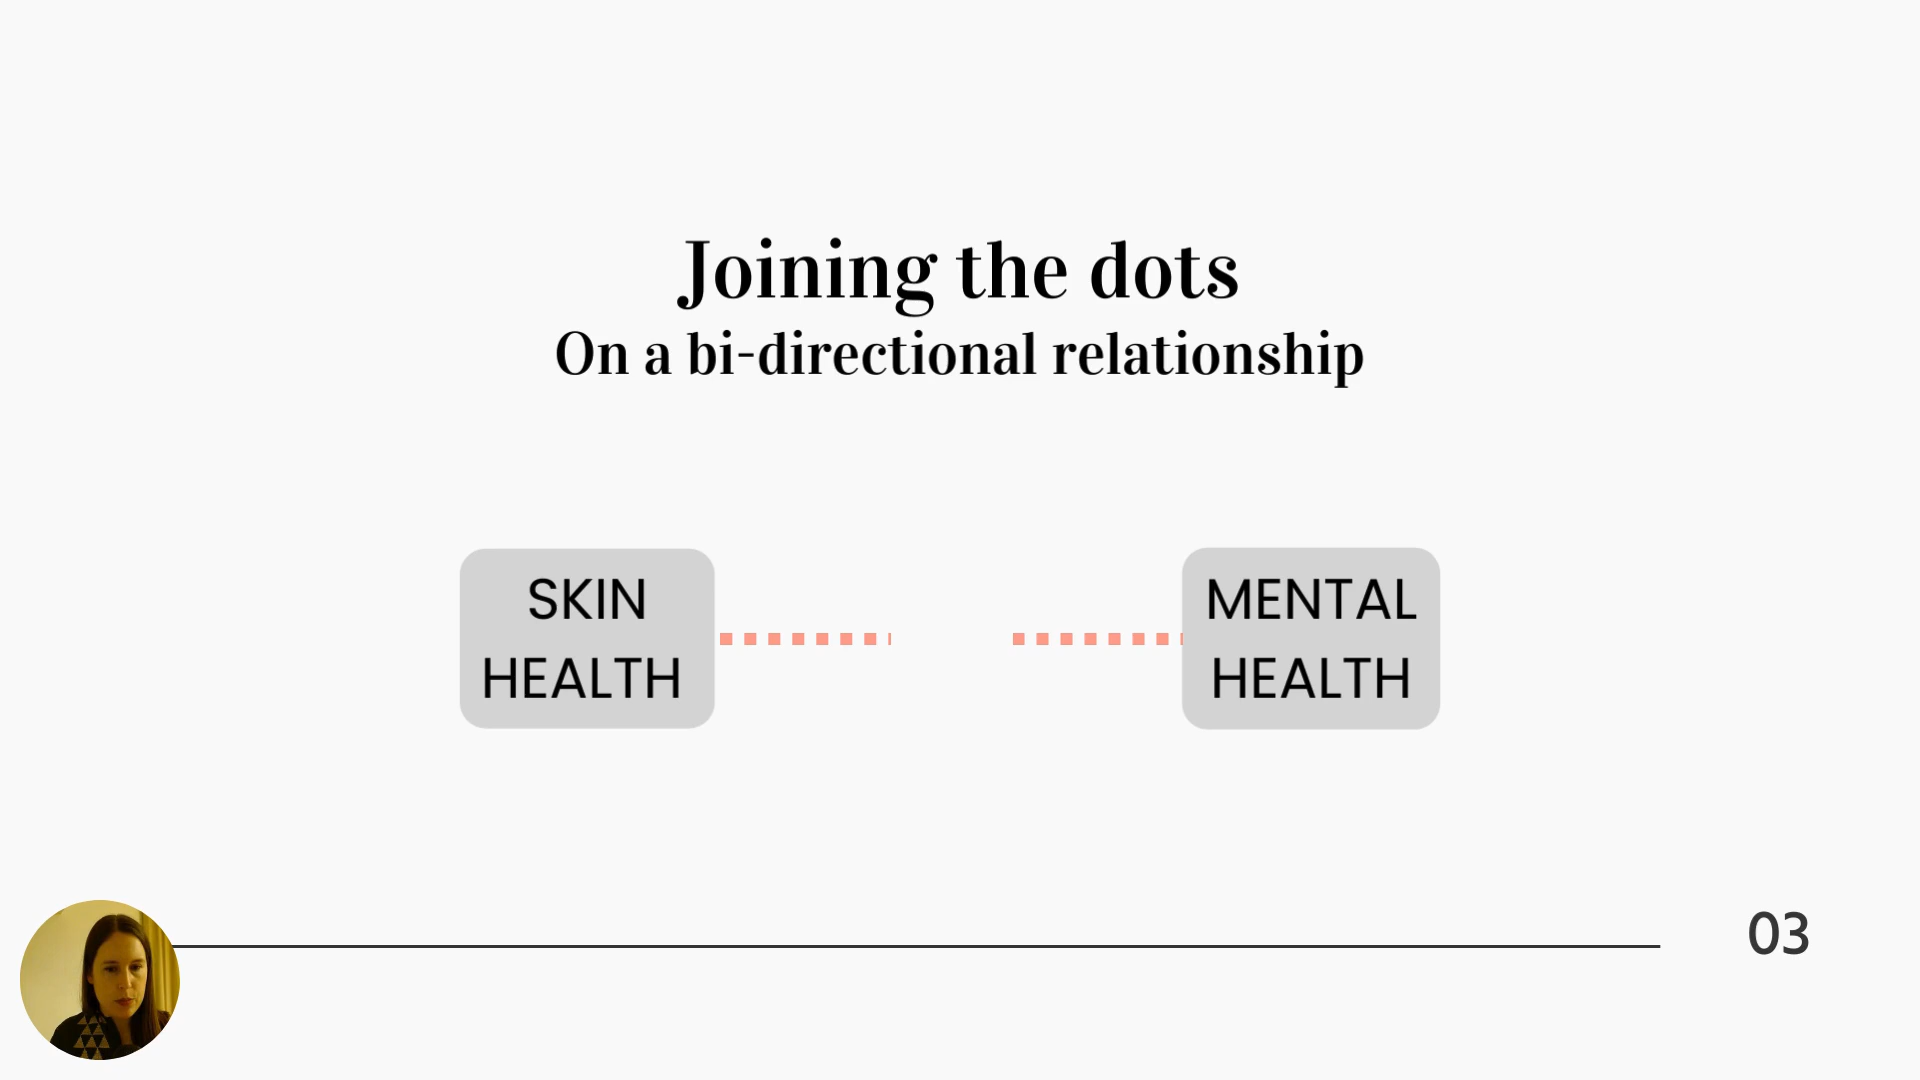 Joining the dots
On a bi-directional relationship
SKIN
HEALTH
MENTAL
HEALTH
03